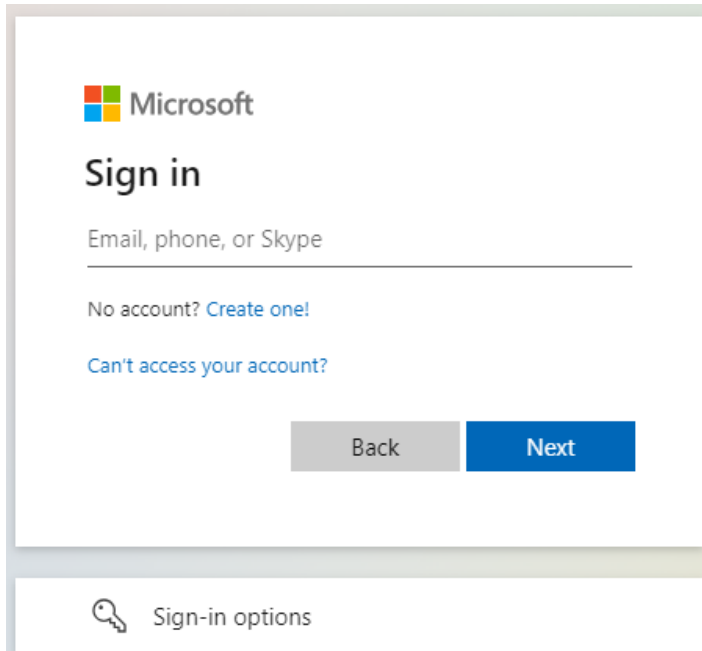 Microsoft
Sign in
Email, phone, or Skype
No account? Create one!
Can't access your account?
Back Next
Sign-in options